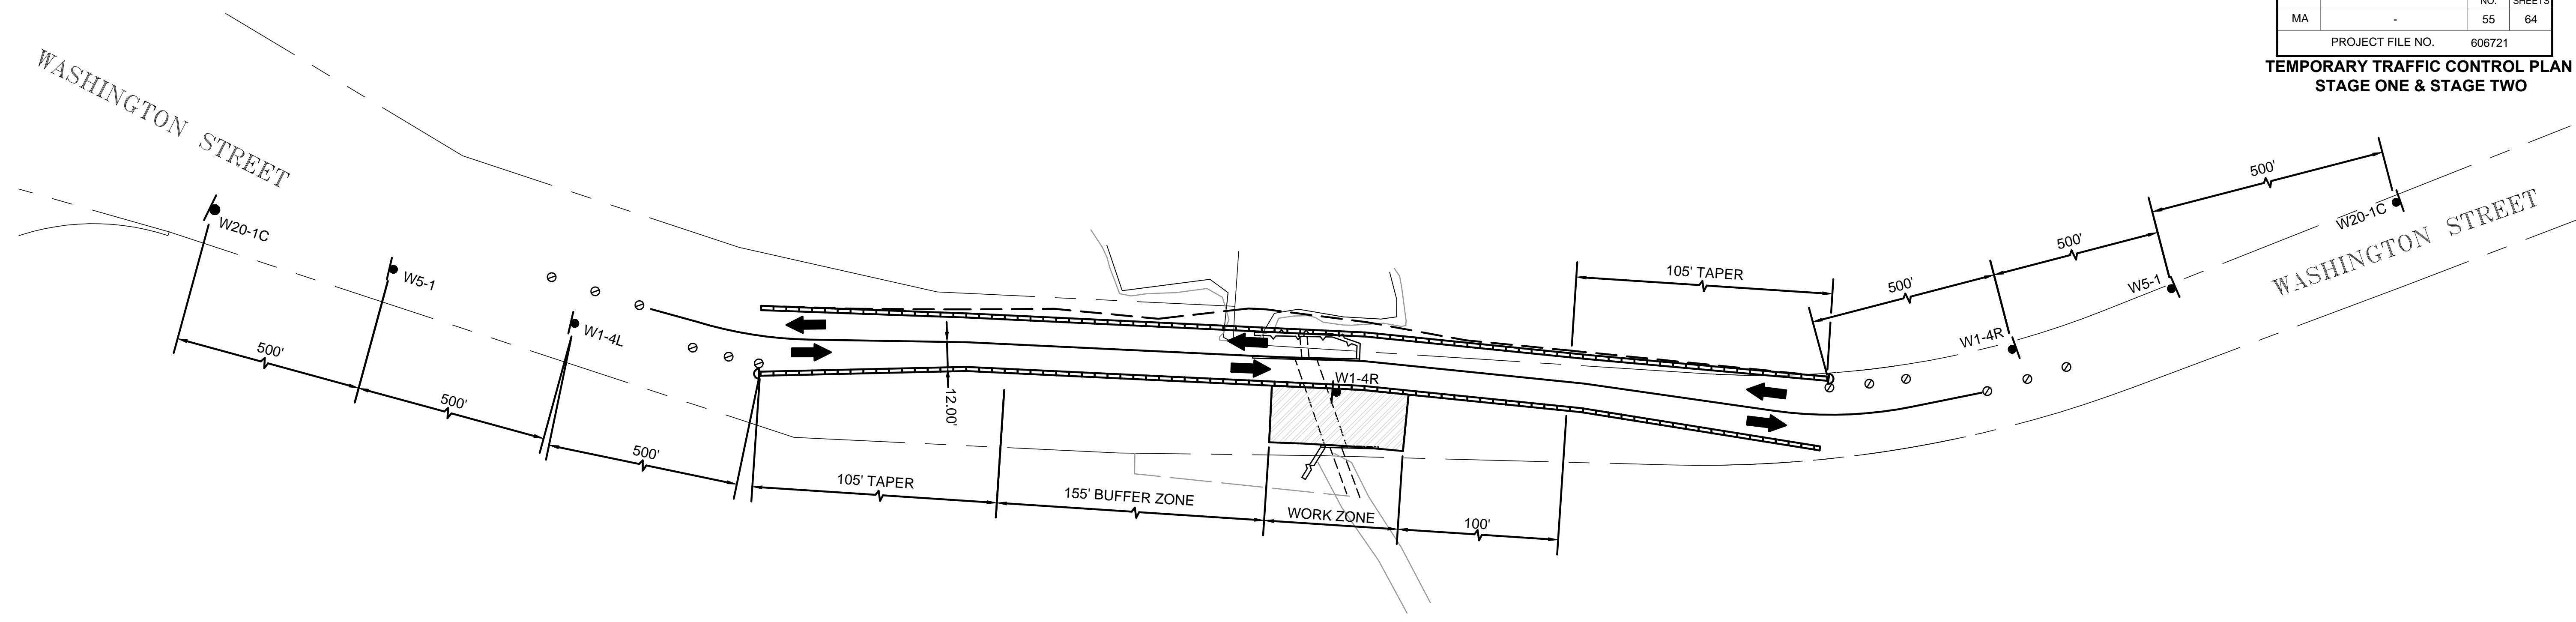 NO. SHEETS
MA - 55 64
PROJECT FILE NO. 606721
TEMPORARY TRAFFIC CONTROL PLAN
STAGE ONE & STAGE TWO
WASHINGTON STREET
W20-1C
W5-1
W1-4L
500'
500'
500'
12.00'
105' TAPER
155' BUFFER ZONE
WORK ZONE
100'
W1-4R
105' TAPER
500'
500'
500'
W1-4R
W5-1
W20-1C
WASHINGTON STREET